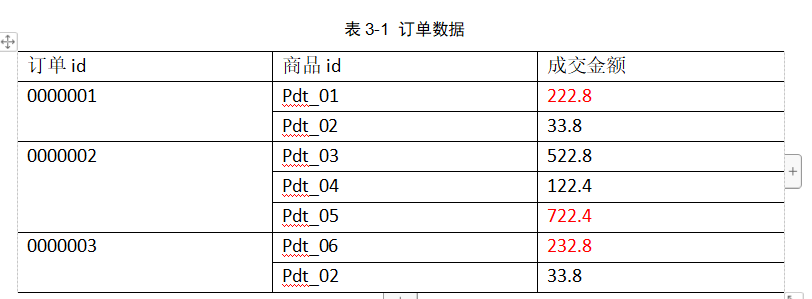 表 3-1 订单数据
订单 id 商品 id 成交金额
0000001 Pdt_01 222.8
Pdt_02 33.8
0000002 Pdt_03 522.8
Pdt_04 122.4
Pdt_05 722.4
0000003 Pdt_06 232.8
Pdt_02 33.8